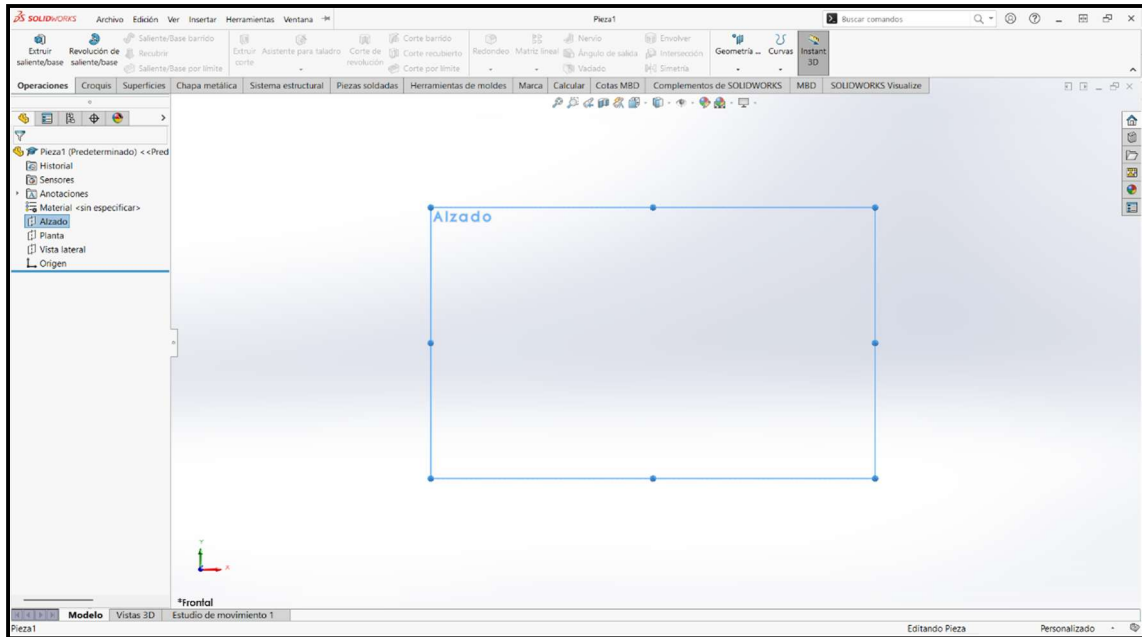 SOLIDWORKS Archivo Edición Ver Insertar Herramientas Ventana Pieza1 Buscar comandos
Extruir saliente/base
Revolución de saliente/base
Saliente/Base barrido
Recubrir
Saliente/Base por límite
Extruir corte
Asistente para taladro
Corte de revolución
Corte barrido
Corte recubierto
Corte por límite
Redondeo
Matriz lineal
Nervio
Ángulo de salida
Vaciado
Envolver
Intersección
Simetría
Geometría ...
Curvas
Instant 3D
Operaciones Croquis Superficies Chapa metálica Sistema estructural Piezas soldadas Herramientas de moldes Marca Calcular Cotas MBD Complementos de SOLIDWORKS MBD SOLIDWORKS Visualize
Pieza1 (Predeterminado) <<Pred
Historial
Sensores
Anotaciones
Material <sin especificar>
Alzado
Planta
Vista lateral
Origen
Alzado
Y
X
*Frontal
Modelo Vistas 3D Estudio de movimiento 1
Pieza1 Editando Pieza Personalizado